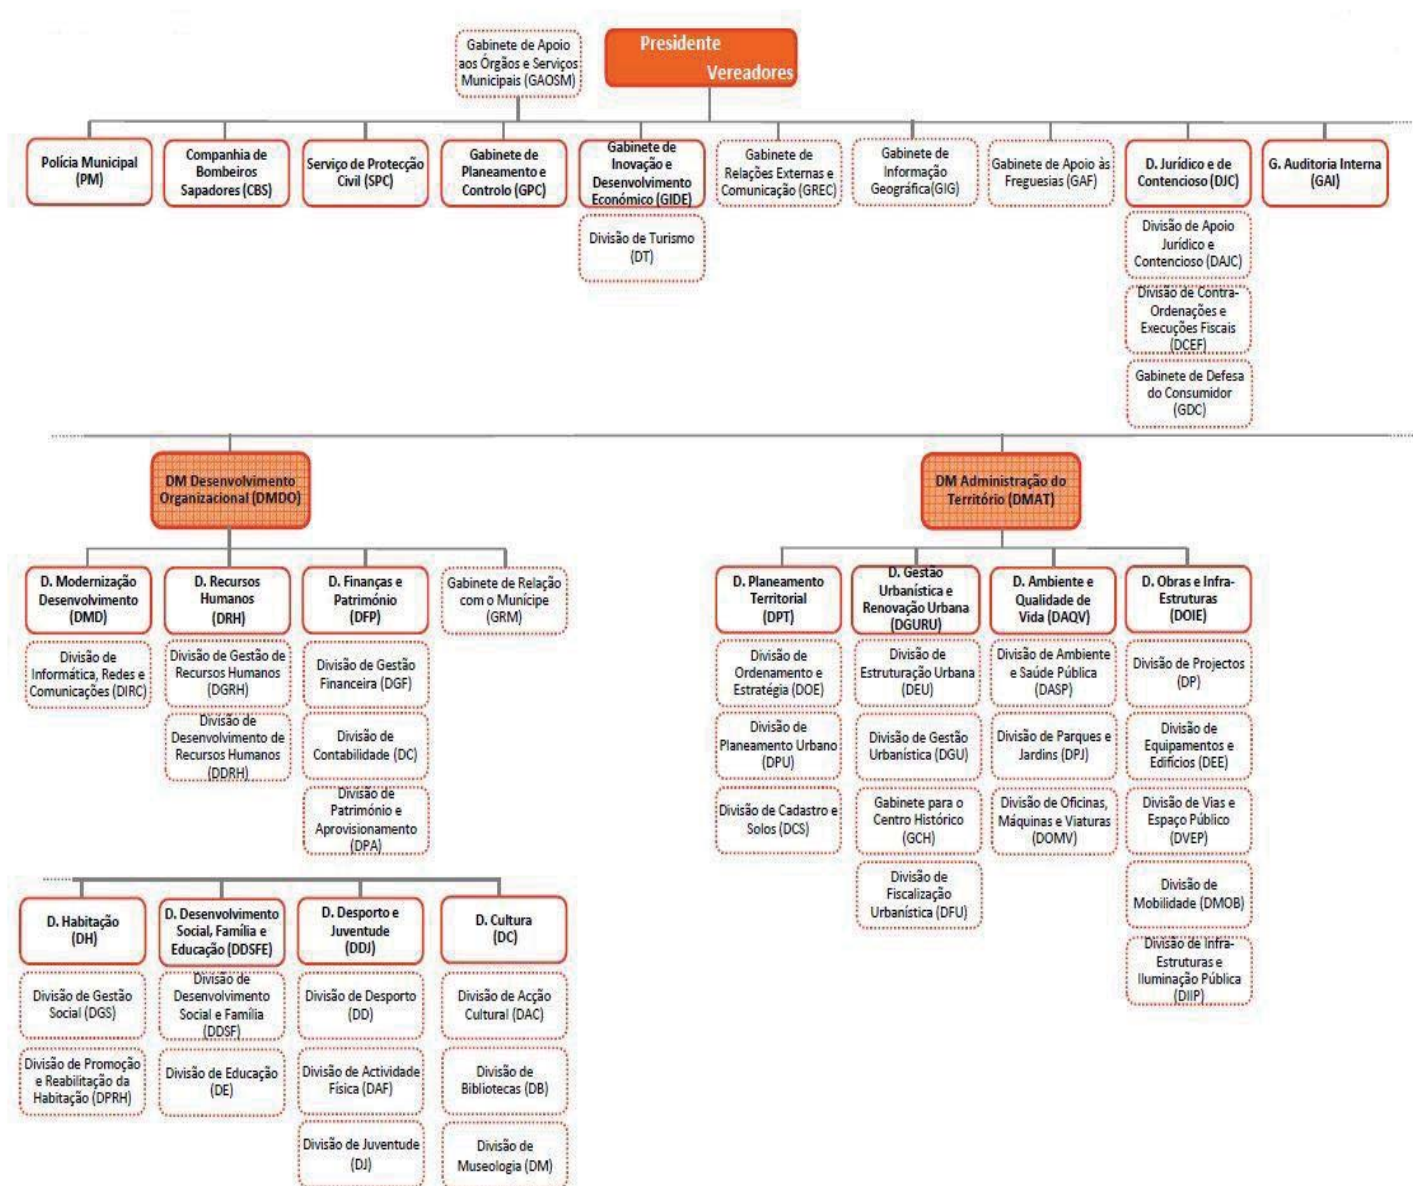 Gabinete de Apoio
aos Órgãos e Serviços
Municipais (GAOSM)
Presidente
Vereadores
Polícia Municipal
(PM)
Companhia de
Bombeiros
Sapadores (CBS)
Serviço de Protecção
Civil (SPC)
Gabinete de
Planeamento e
Controlo (GPC)
Gabinete de
Inovação e
Desenvolvimento
Económico (GIDE)
Gabinete de
Relações Externas e
Comunicação (GREC)
Gabinete de
Informação
Geográfica(GIG)
Gabinete de Apoio às
Freguesias (GAF)
D. Jurídico e de
Contencioso (DJC)
G. Auditoria Interna
(GAI)
Divisão de Turismo
(DT)
Divisão de Apoio
Jurídico e
Contencioso (DAJC)
Divisão de Contra-
Ordenações e
Execuções Fiscais
(DCEF)
Gabinete de Defesa
do Consumidor
(GDC)
DM Desenvolvimento
Organizacional (DMDO)
DM Administração do
Território (DMAT)
D. Modernização
Desenvolvimento
(DMD)
D. Recursos
Humanos
(DRH)
D. Finanças e
Património
(DFP)
Gabinete de Relação
com o Munícipe
(GRM)
Divisão de
Informática, Redes e
Comunicações (DIRC)
Divisão de Gestão de
Recursos Humanos
(DGRH)
Divisão de
Desenvolvimento de
Recursos Humanos
(DDRH)
Divisão de Gestão
Financeira (DGF)
Divisão de
Contabilidade (DC)
Divisão de
Património e
Aprovisionamento
(DPA)
D. Planeamento
Territorial
(DPT)
D. Gestão
Urbanística e
Renovação Urbana
(DGURU)
D. Ambiente e
Qualidade de
Vida (DAQV)
D. Obras e Infra-
Estruturas
(DOIE)
Divisão de
Ordenamento e
Estratégia (DOE)
Divisão de
Planeamento Urbano
(DPU)
Divisão de Cadastro e
Solos (DCS)
Divisão de
Estruturação Urbana
(DEU)
Divisão de Gestão
Urbanística (DGU)
Gabinete para o
Centro Histórico
(GCH)
Divisão de
Fiscalização
Urbanística (DFU)
Divisão de Ambiente
e Saúde Pública
(DASP)
Divisão de Parques e
Jardins (DPJ)
Divisão de Oficinas,
Máquinas e Viaturas
(DOMV)
Divisão de Projectos
(DP)
Divisão de
Equipamentos e
Edifícios (DEE)
Divisão de Vias e
Espaço Público
(DVEP)
Divisão de
Mobilidade (DMOB)
Divisão de Infra-
Estruturas e
Iluminação Pública
(DIIP)
D. Habitação
(DH)
D. Desenvolvimento
Social, Família e
Educação (DDSFE)
D. Desporto e
Juventude
(DDJ)
D. Cultura
(DC)
Divisão de Gestão
Social (DGS)
Divisão de Promoção
e Reabilitação da
Habitação (DPRH)
Divisão de
Desenvolvimento
Social e Família
(DDSF)
Divisão de Educação
(DE)
Divisão de Desporto
(DD)
Divisão de Actividade
Física (DAF)
Divisão de Juventude
(DJ)
Divisão de Acção
Cultural (DAC)
Divisão de
Bibliotecas (DB)
Divisão de
Museologia (DM)